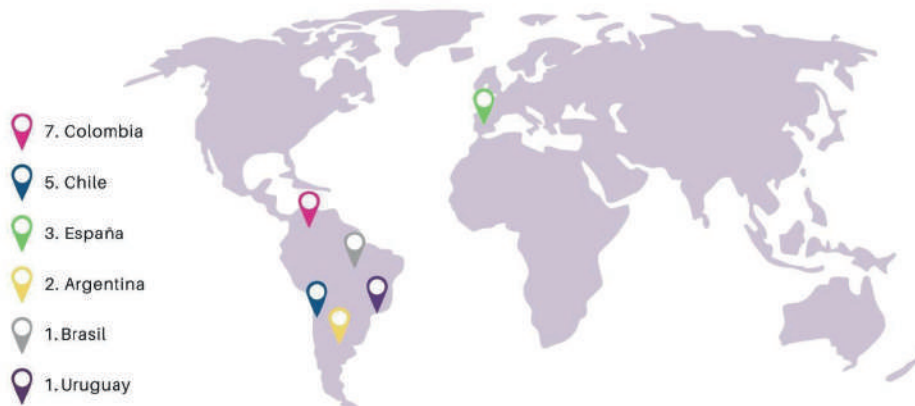 7. Colombia
5. Chile
3. España
2. Argentina
1. Brasil
1. Uruguay